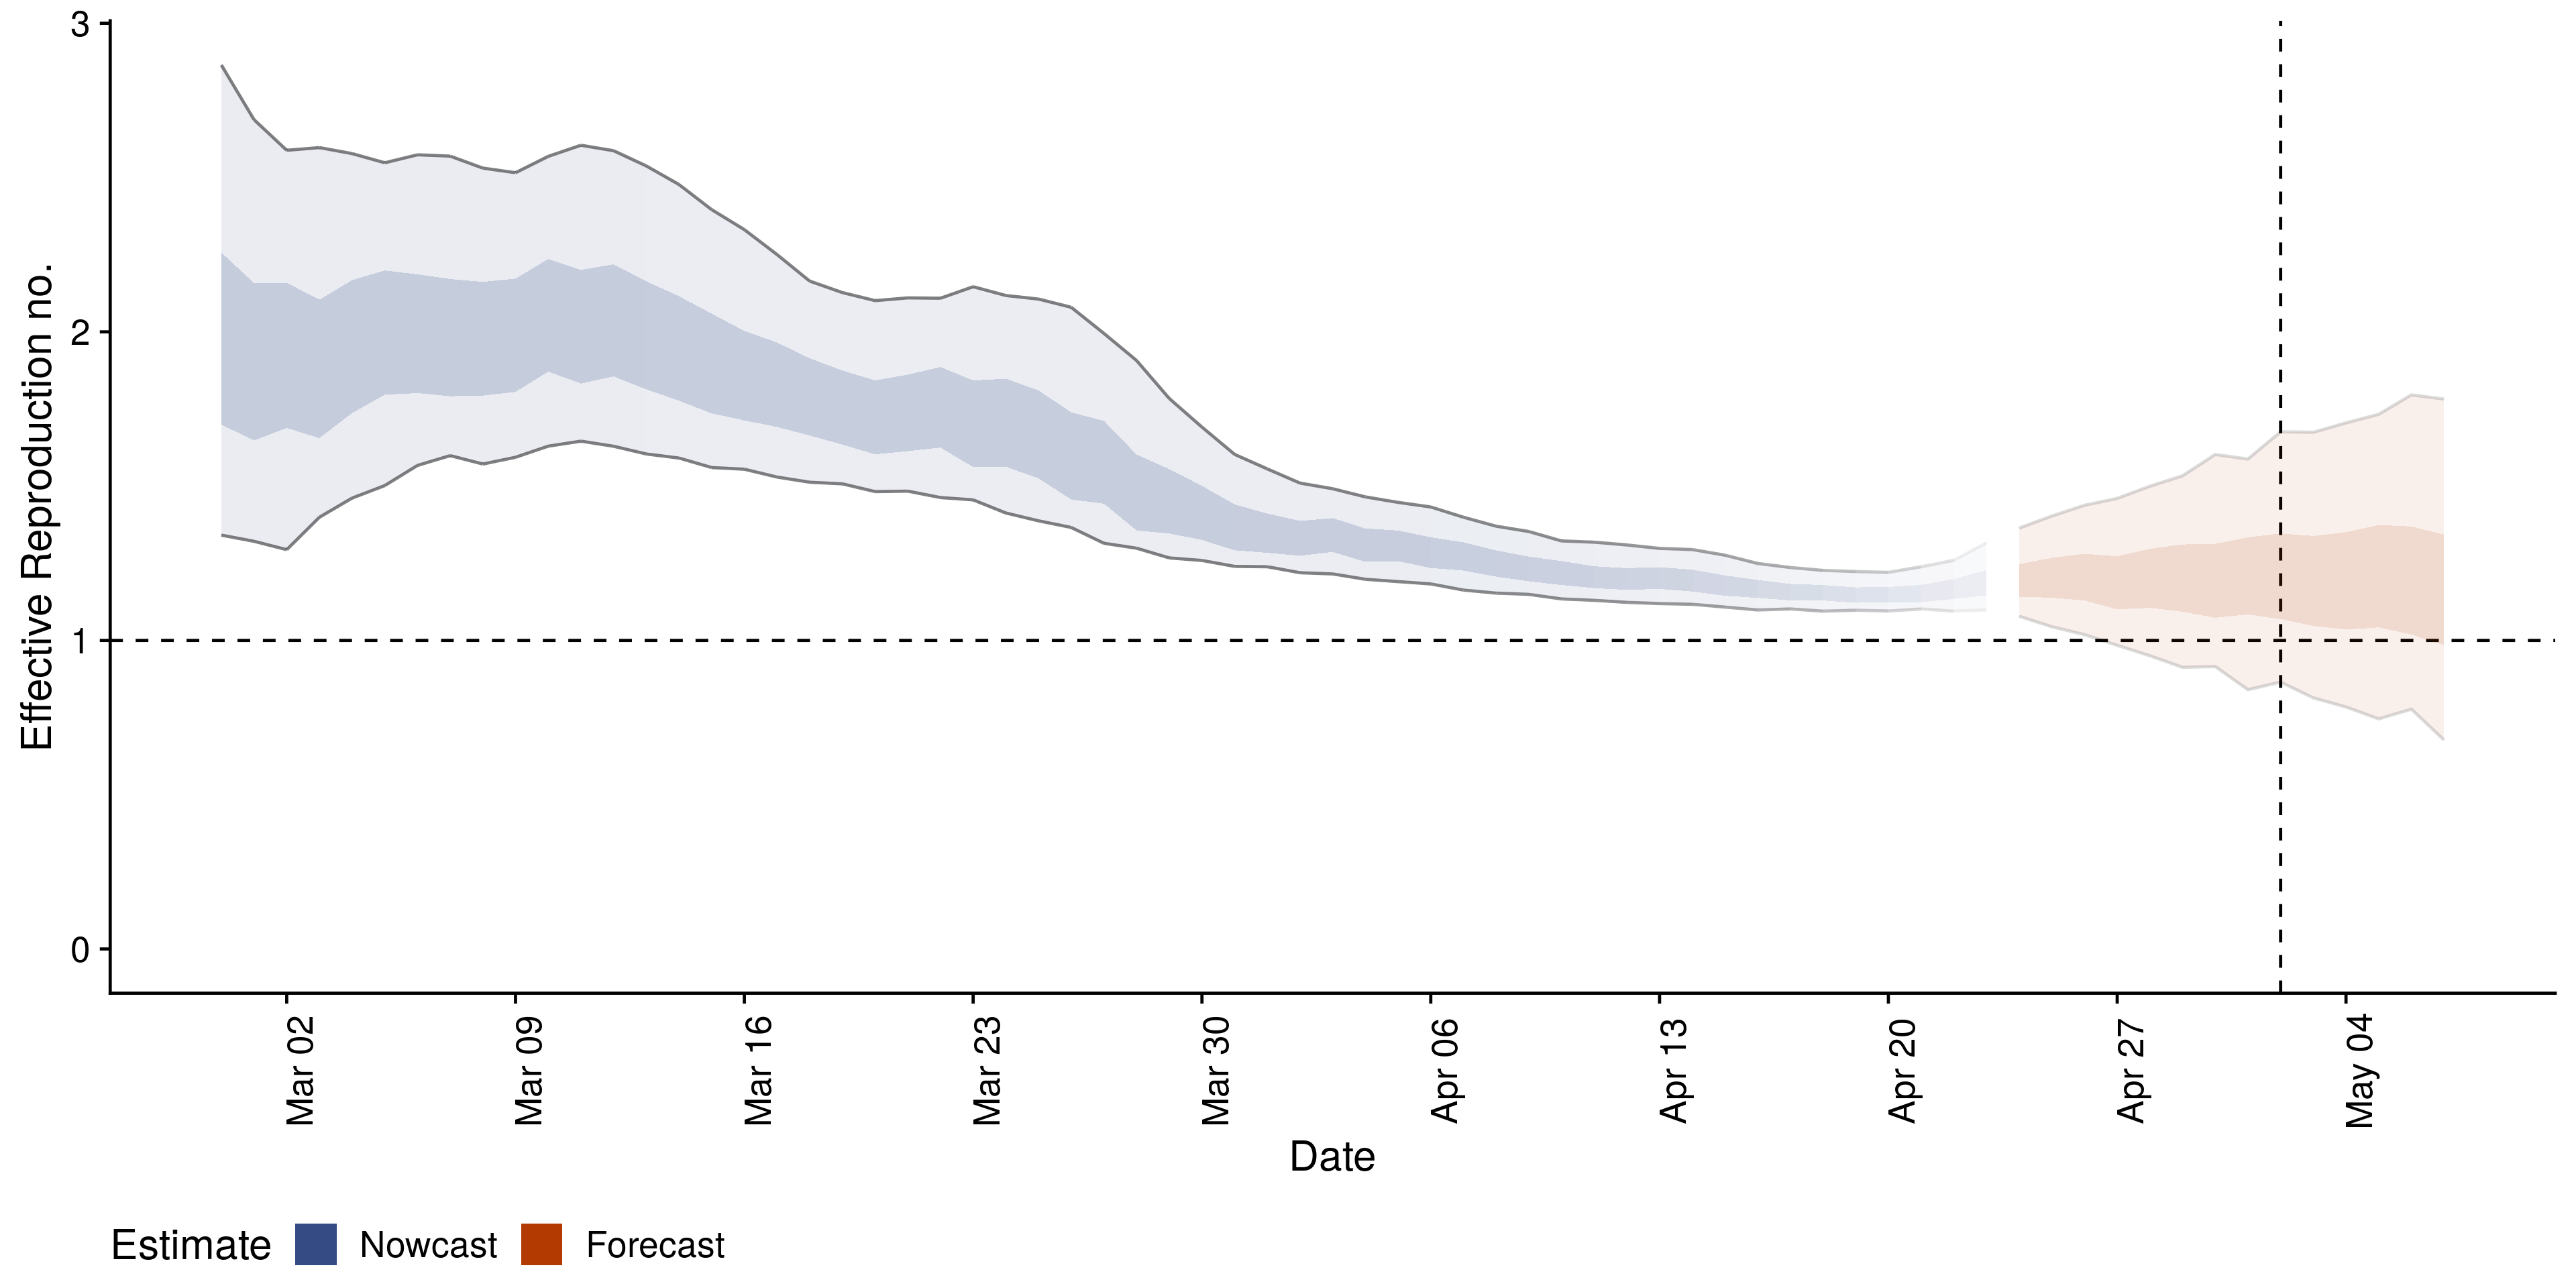 Effective Reproduction no.
3
2
1
0
Mar 02
Mar 09
Mar 16
Mar 23
Mar 30
Apr 06
Apr 13
Apr 20
Apr 27
May 04
Date
Estimate Nowcast Forecast